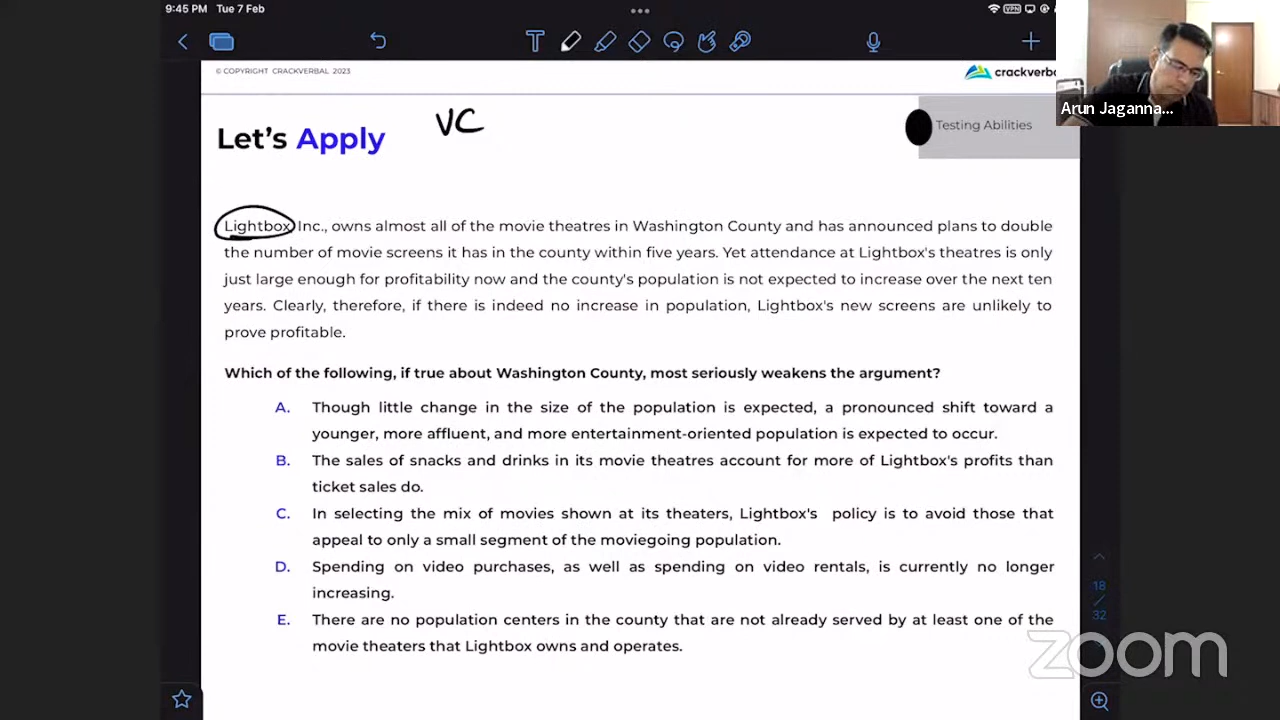 9:45 PM Tue 7 Feb
VPN
© COPYRIGHT CRACKVERBAL 2023
crackverba
Arun Jaganna...
Let's Apply
VC
Testing Abilities
Lightbox Inc., owns almost all of the movie theatres in Washington County and has announced plans to double
the number of movie screens it has in the county within five years. Yet attendance at Lightbox's theatres is only
just large enough for profitability now and the county's population is not expected to increase over the next ten
years. Clearly, therefore, if there is indeed no increase in population, Lightbox's new screens are unlikely to
prove profitable.
Which of the following, if true about Washington County, most seriously weakens the argument?
A. Though little change in the size of the population is expected, a pronounced shift toward a
younger, more affluent, and more entertainment-oriented population is expected to occur.
B. The sales of snacks and drinks in its movie theatres account for more of Lightbox's profits than
ticket sales do.
C. In selecting the mix of movies shown at its theaters, Lightbox's policy is to avoid those that
appeal to only a small segment of the moviegoing population.
D. Spending on video purchases, as well as spending on video rentals, is currently no longer
increasing.
E. There are no population centers in the county that are not already served by at least one of the
movie theaters that Lightbox owns and operates.
18
/
32
zoom